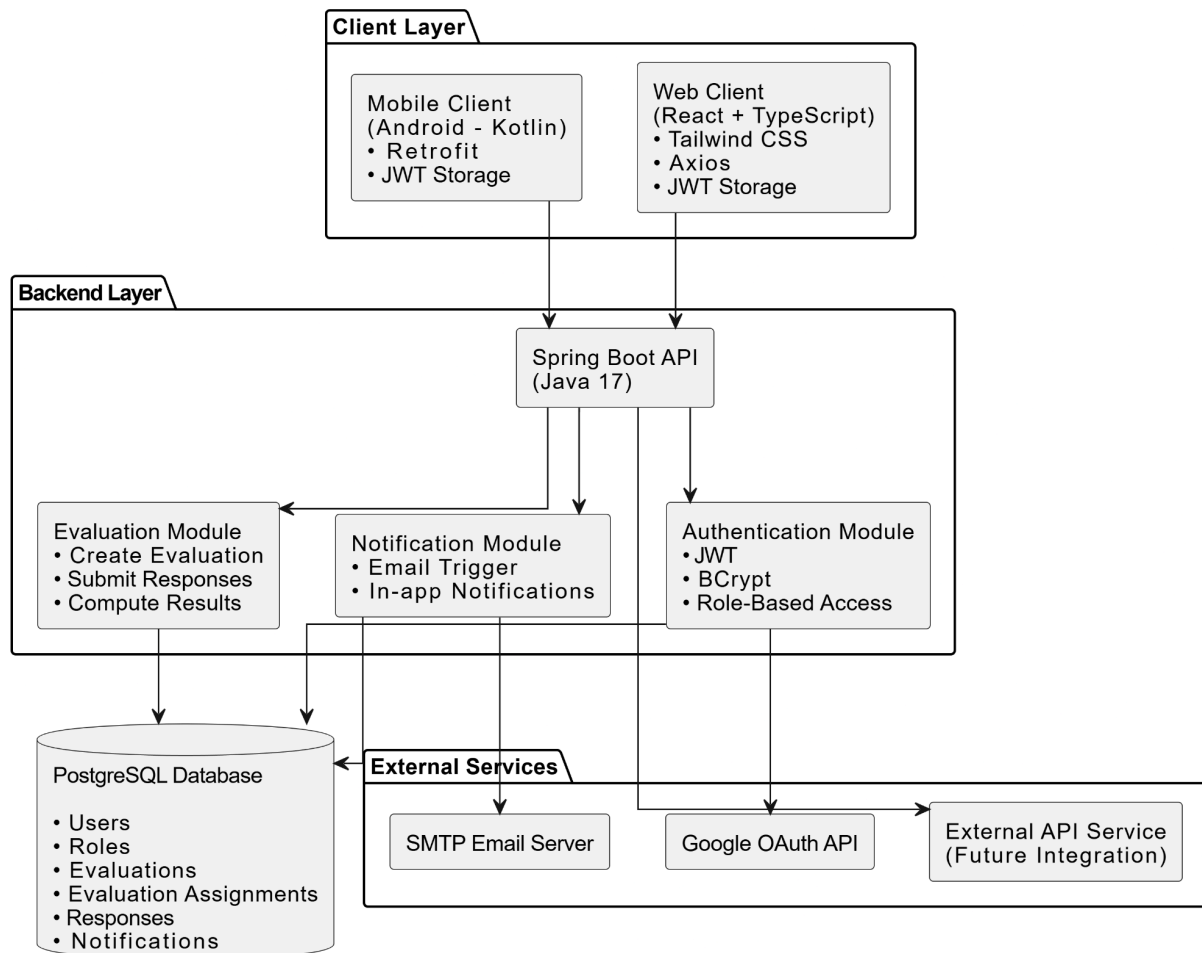 Client Layer
Mobile Client
(Android - Kotlin)
• Retrofit
• JWT Storage
Web Client
(React + TypeScript)
• Tailwind CSS
• Axios
• JWT Storage
Backend Layer
Spring Boot API
(Java 17)
Evaluation Module
• Create Evaluation
• Submit Responses
• Compute Results
Notification Module
• Email Trigger
• In-app Notifications
Authentication Module
• JWT
• BCrypt
• Role-Based Access
PostgreSQL Database
• Users
• Roles
• Evaluations
• Evaluation Assignments
• Responses
• Notifications
External Services
SMTP Email Server
Google OAuth API
External API Service
(Future Integration)